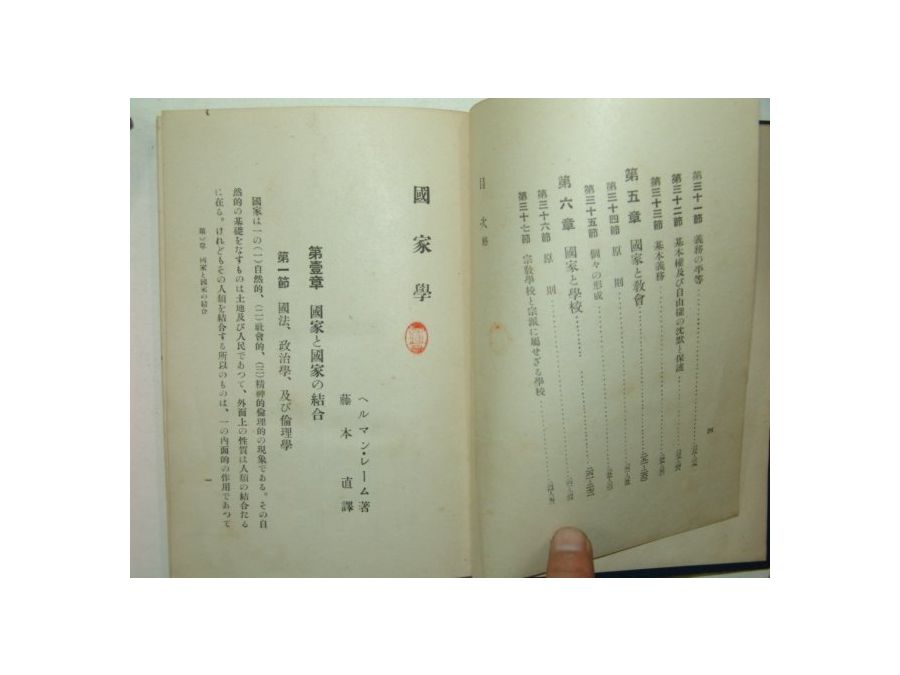 第三十一節 義務の平等
第三十二節 基本權及び自由權の沈默と保護
第三十三節 基本義務
第五章 國家と敎會
第三十四節 原則
第三十五節 個々の形成
第六章 國家と學校
第三十六節 原則
第三十七節 宗敎學校と宗派に屬せざる學校
目次
四
國家學
ヘルマン・レーム著
藤本直譯
第壹章 國家と國家の結合
第一節 國法、政治學、及び倫理學
國家は一の(一)自然的、(二)社會的、(三)精神的倫理的の現象である。その自
然的の基礎をなすものは土地及び人民であつて、外面上の性質は人類の結合たる
に在る。けれどもその人類を結合する所以のものは、一の内面的の作用であつて
國家と國家の結合
一